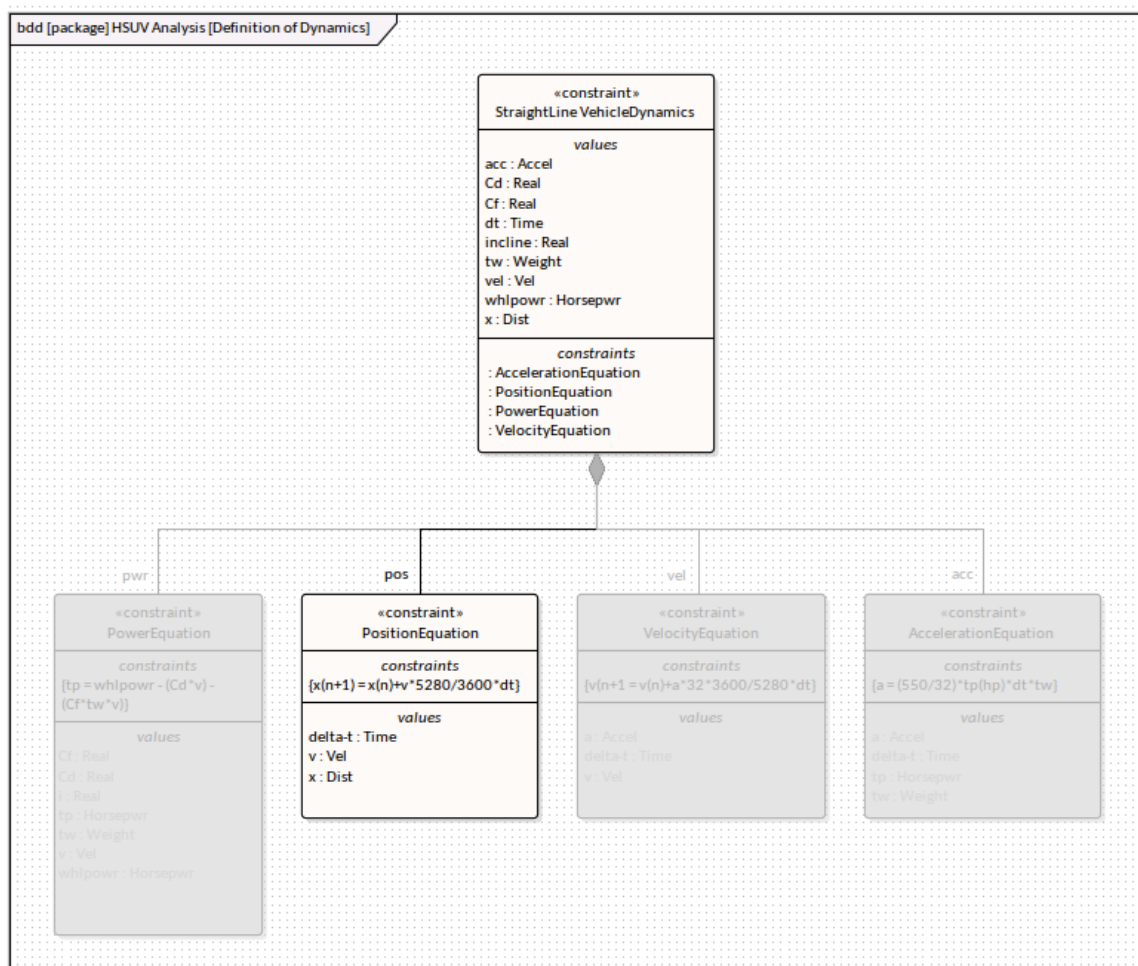 bdd [package] HSUV Analysis [Definition of Dynamics]
«constraint»
StraightLine VehicleDynamics
values
acc : Accel
Cd : Real
Cf : Real
dt : Time
incline : Real
tw : Weight
vel : Vel
whlpowr : Horsepwr
x : Dist
constraints
: AccelerationEquation
: PositionEquation
: PowerEquation
: VelocityEquation
pwr
«constraint»
PowerEquation
constraints
{tp = whlpowr - (Cd*v) -
(Cf*tw*v)}
values
Cf : Real
Cd : Real
i : Real
tp : Horsepwr
tw : Weight
v : Vel
whlpowr : Horsepwr
pos
«constraint»
PositionEquation
constraints
{x(n+1) = x(n)+v*5280/3600*dt}
values
delta-t : Time
v : Vel
x : Dist
vel
«constraint»
VelocityEquation
constraints
{v(n+1 = v(n)+a*32*3600/5280*dt}
values
a : Accel
delta-t : Time
v : Vel
acc
«constraint»
AccelerationEquation
constraints
{a = (550/32)*tp(hp)*dt*tw}
values
a : Accel
delta-t : Time
tp : Horsepwr
tw : Weight